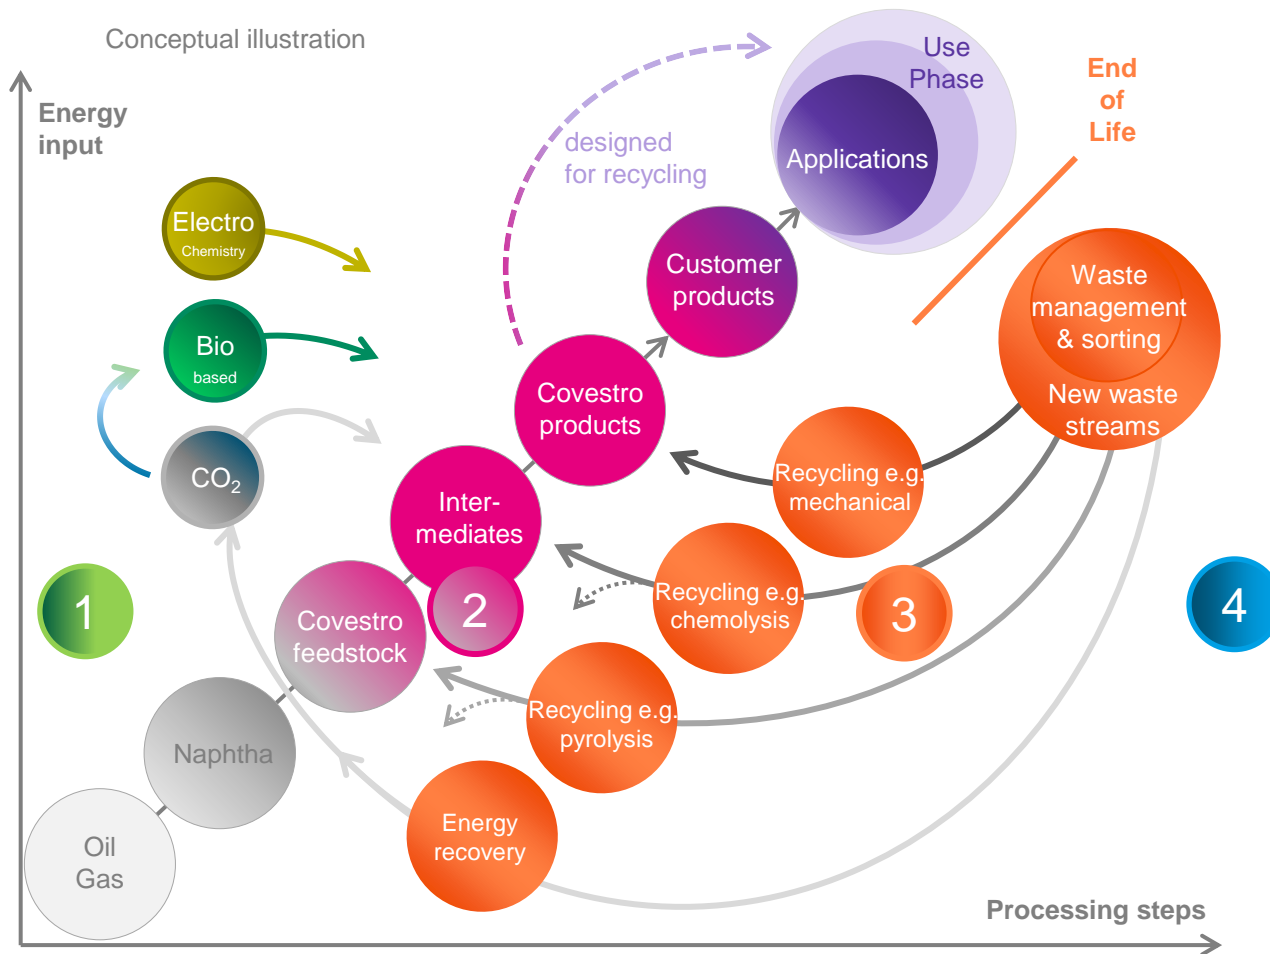 Conceptual illustration
Energy
input
Use
Phase
Applications
End
of
Life
designed
for recycling
Electro
Chemistry
Customer
products
Waste
management
& sorting
New waste
streams
Bio
based
Covestro
products
CO₂
Recycling e.g.
mechanical
Inter-
mediates
Recycling e.g.
chemolysis
1
2
3
4
Covestro
feedstock
Recycling e.g.
pyrolysis
Naphtha
Energy
recovery
Oil
Gas
Processing steps